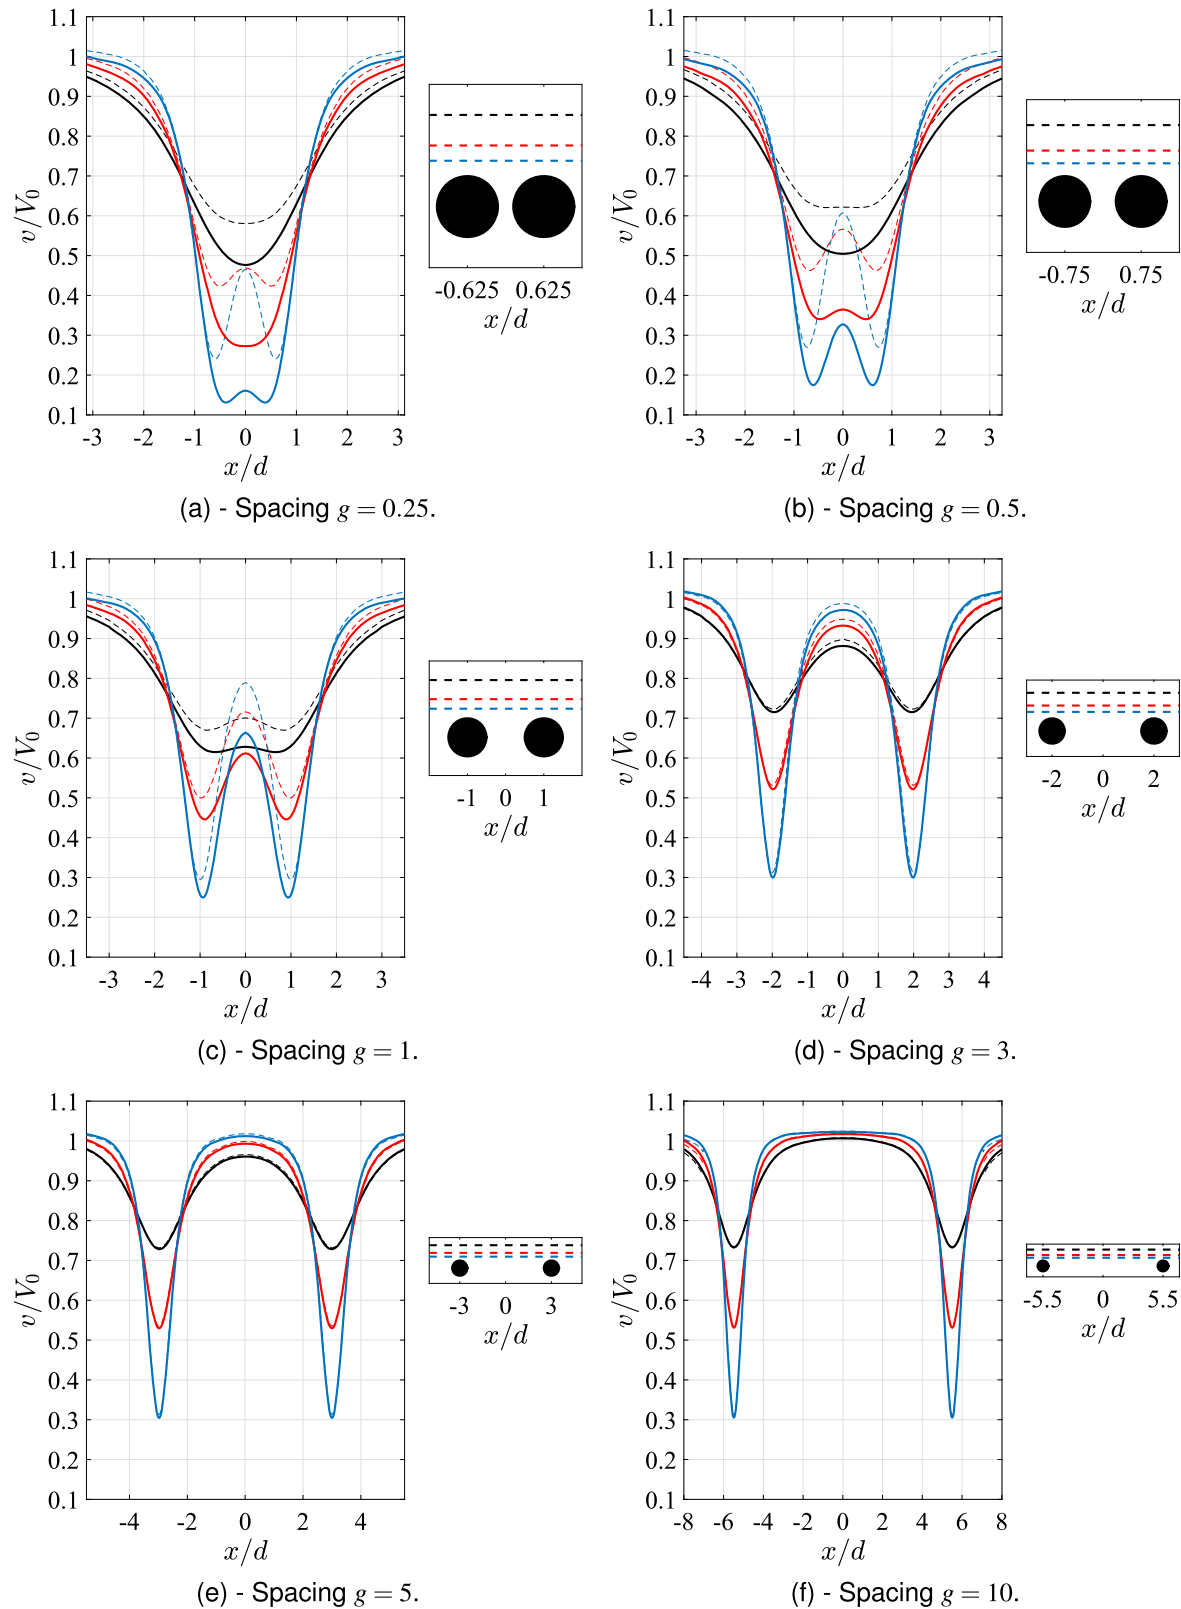 1.1
1
0.9
0.8
0.7
0.6
0.5
0.4
0.3
0.2
0.1
v/V₀
-3 -2 -1 0 1 2 3
x/d
-0.625 0.625
x/d
(a) - Spacing g = 0.25.
1.1
1
0.9
0.8
0.7
0.6
0.5
0.4
0.3
0.2
0.1
v/V₀
-3 -2 -1 0 1 2 3
x/d
-0.75 0.75
x/d
(b) - Spacing g = 0.5.
1.1
1
0.9
0.8
0.7
0.6
0.5
0.4
0.3
0.2
0.1
v/V₀
-3 -2 -1 0 1 2 3
x/d
-1 0 1
x/d
(c) - Spacing g = 1.
1.1
1
0.9
0.8
0.7
0.6
0.5
0.4
0.3
0.2
0.1
v/V₀
-4 -3 -2 -1 0 1 2 3 4
x/d
-2 0 2
x/d
(d) - Spacing g = 3.
1.1
1
0.9
0.8
0.7
0.6
0.5
0.4
0.3
0.2
0.1
v/V₀
-4 -2 0 2 4
x/d
-3 0 3
x/d
(e) - Spacing g = 5.
1.1
1
0.9
0.8
0.7
0.6
0.5
0.4
0.3
0.2
0.1
v/V₀
-8 -6 -4 -2 0 2 4 6 8
x/d
-5.5 0 5.5
x/d
(f) - Spacing g = 10.